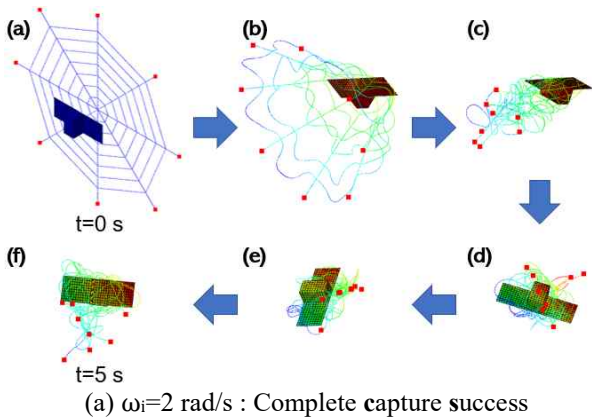 (a)
(b)
(c)
t=0 s
(f)
(e)
(d)
t=5 s
(a) ωi=2 rad/s : Complete capture success